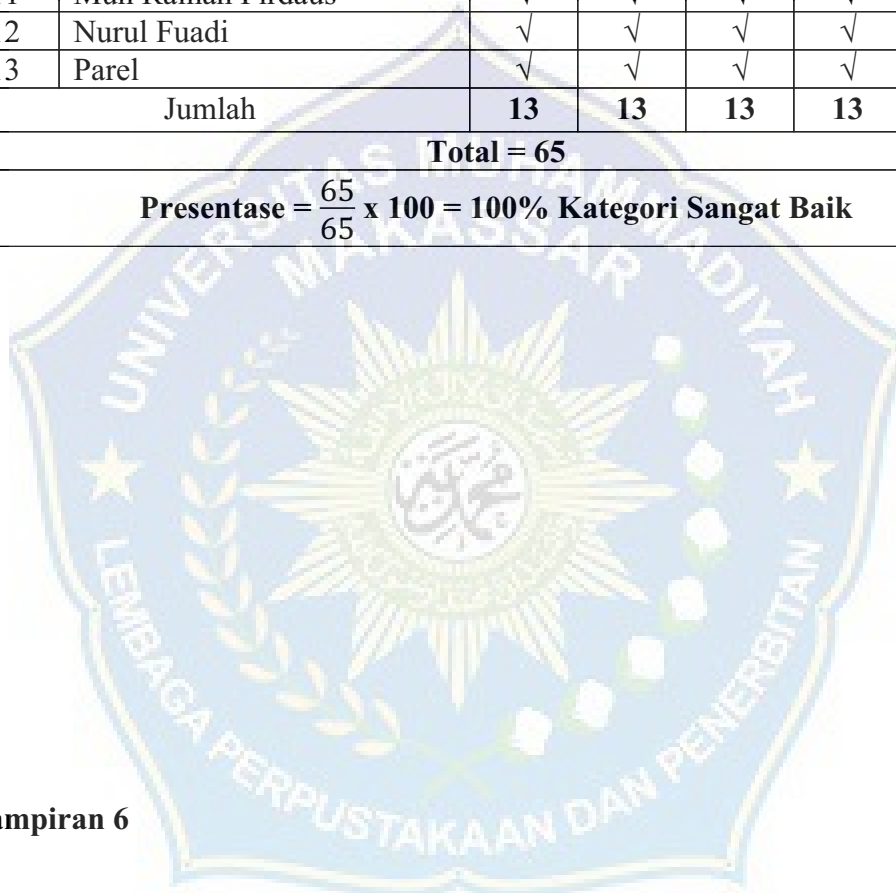 2 Nurul Fuadi √ √ √ √
3 Parel √ √ √ √
Jumlah 13 13 13 13
Total = 65
Presentase = 65/65 x 100 = 100% Kategori Sangat Baik
UNIVERSITAS MUHAMMADIYAH
MAKASSAR
LEMBAGA PERPUSTAKAAN DAN PENERBITAN
ampiran 6